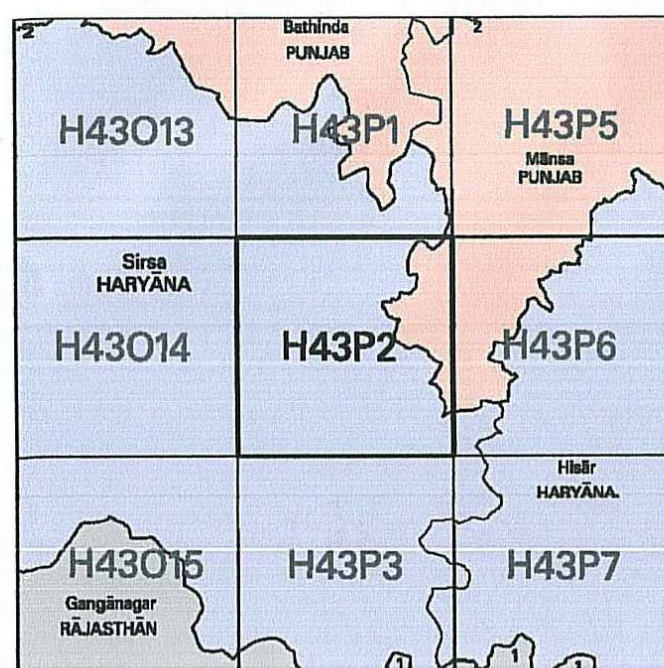 2
Bathinda
PUNJAB
2
H43O13
H43P1
H43P5
Mānsa
PUNJAB
Sirsa
HARYĀNA
H43O14
H43P2
H43P6
Hisār
HARYĀNA.
H43O15
H43P3
H43P7
Gangānagar
RĀJASTHĀN
1
1
1